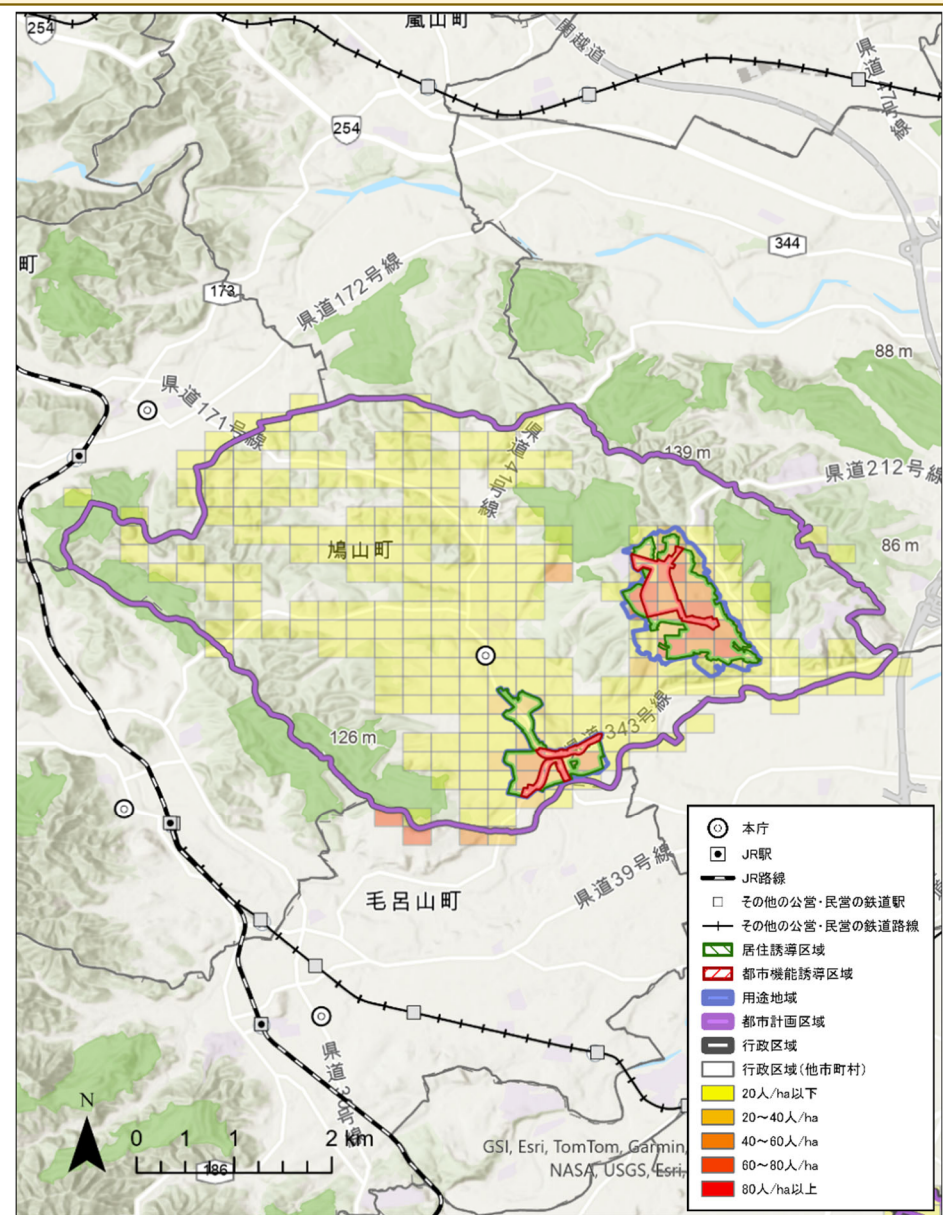 嵐山町
254
関越道
県道47号線
254
344
町
173
県道172号線
88 m
県道171号線
県道41号線
139 m
県道212号線
鳩山町
86 m
県道343号線
126 m
県道39号線
毛呂山町
本庁
JR駅
JR路線
その他の公営・民営の鉄道駅
その他の公営・民営の鉄道路線
居住誘導区域
都市機能誘導区域
用途地域
都市計画区域
行政区域
行政区域(他市町村)
20人/ha以下
20～40人/ha
40～60人/ha
60～80人/ha
80人/ha以上
N
0 1 1 2 km
186
GSI, Esri, TomTom, Garmin,
NASA, USGS, Esri,